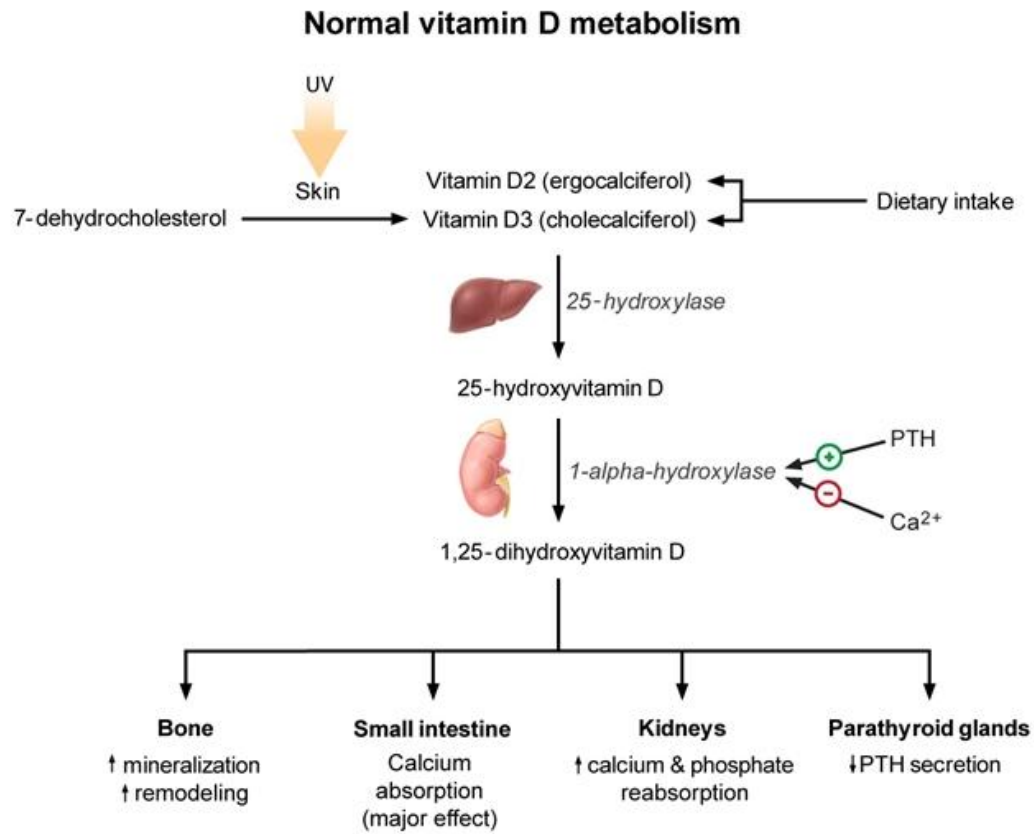 Normal vitamin D metabolism
UV
Skin
7-dehydrocholesterol
Vitamin D2 (ergocalciferol)
Vitamin D3 (cholecalciferol)
Dietary intake
25-hydroxylase
25-hydroxyvitamin D
1-alpha-hydroxylase
+
PTH
−
Ca²⁺
1,25-dihydroxyvitamin D
Bone
↑ mineralization
↑ remodeling
Small intestine
Calcium
absorption
(major effect)
Kidneys
↑ calcium & phosphate
reabsorption
Parathyroid glands
↓PTH secretion